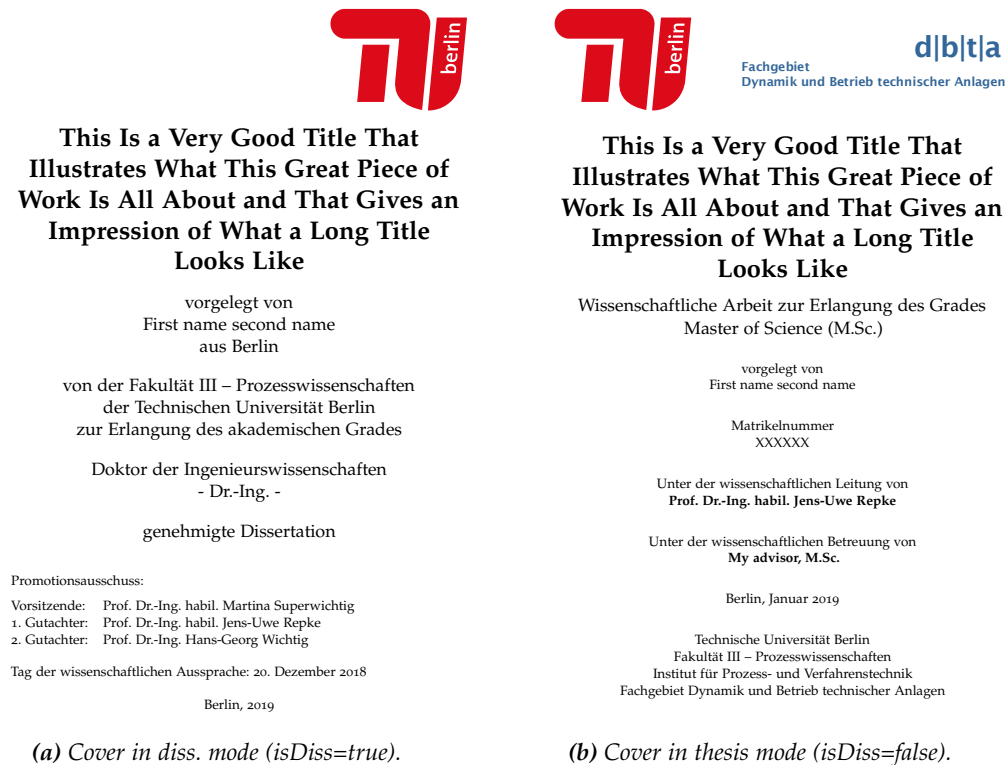 berlin
This Is a Very Good Title That
Illustrates What This Great Piece of
Work Is All About and That Gives an
Impression of What a Long Title
Looks Like
vorgelegt von
First name second name
aus Berlin
von der Fakultät III – Prozesswissenschaften
der Technischen Universität Berlin
zur Erlangung des akademischen Grades
Doktor der Ingenieurswissenschaften
- Dr.-Ing. -
genehmigte Dissertation
Promotionsausschuss:
Vorsitzende: Prof. Dr.-Ing. habil. Martina Superwichtig
1. Gutachter: Prof. Dr.-Ing. habil. Jens-Uwe Repke
2. Gutachter: Prof. Dr.-Ing. Hans-Georg Wichtig
Tag der wissenschaftlichen Aussprache: 20. Dezember 2018
Berlin, 2019
(a) Cover in diss. mode (isDiss=true).
berlin
d|b|t|a
Fachgebiet
Dynamik und Betrieb technischer Anlagen
This Is a Very Good Title That
Illustrates What This Great Piece of
Work Is All About and That Gives an
Impression of What a Long Title
Looks Like
Wissenschaftliche Arbeit zur Erlangung des Grades
Master of Science (M.Sc.)
vorgelegt von
First name second name
Matrikelnummer
XXXXXX
Unter der wissenschaftlichen Leitung von
Prof. Dr.-Ing. habil. Jens-Uwe Repke
Unter der wissenschaftlichen Betreuung von
My advisor, M.Sc.
Berlin, Januar 2019
Technische Universität Berlin
Fakultät III – Prozesswissenschaften
Institut für Prozess- und Verfahrenstechnik
Fachgebiet Dynamik und Betrieb technischer Anlagen
(b) Cover in thesis mode (isDiss=false).